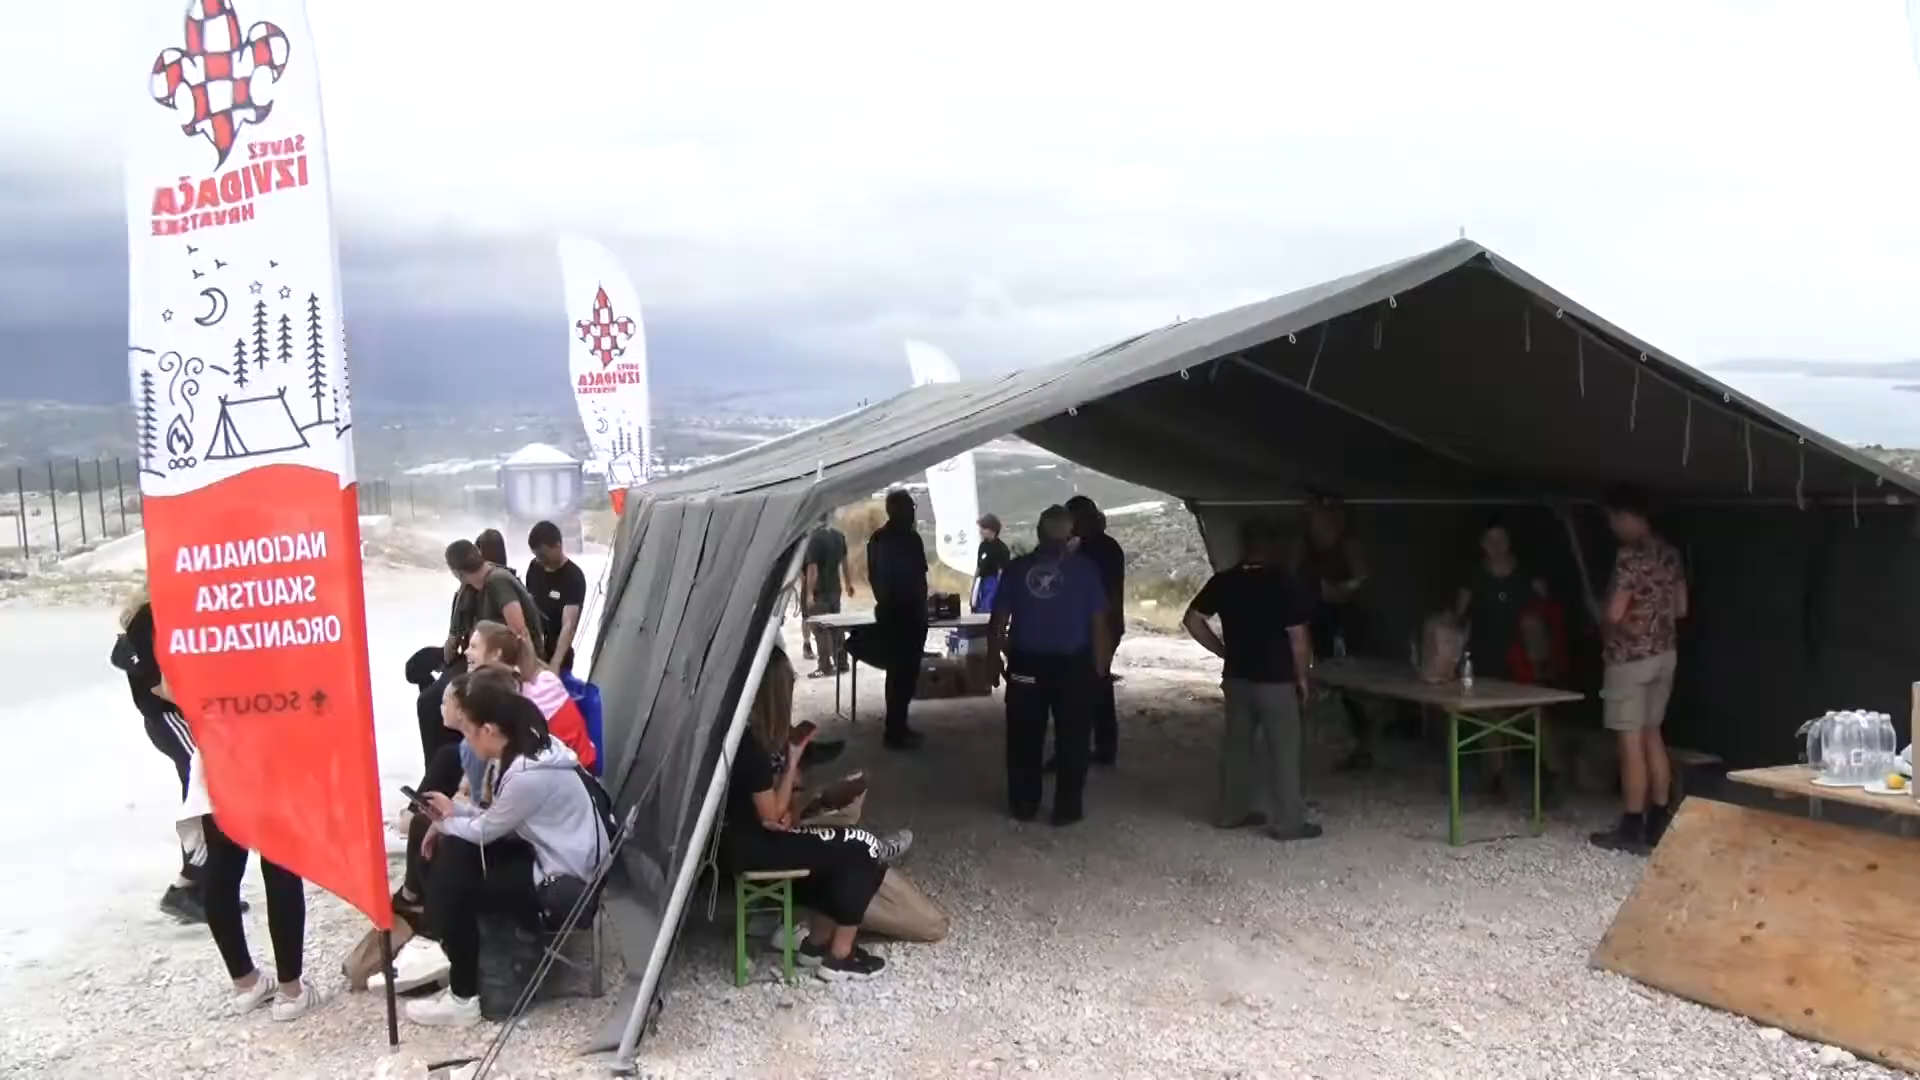 SAVEZ
IZVIĐAČA
HRVATSKE
NACIONALNA
SKAUTSKA
ORGANIZACIJA
SCOUTS
SAVEZ
IZVIĐAČA
HRVATSKE